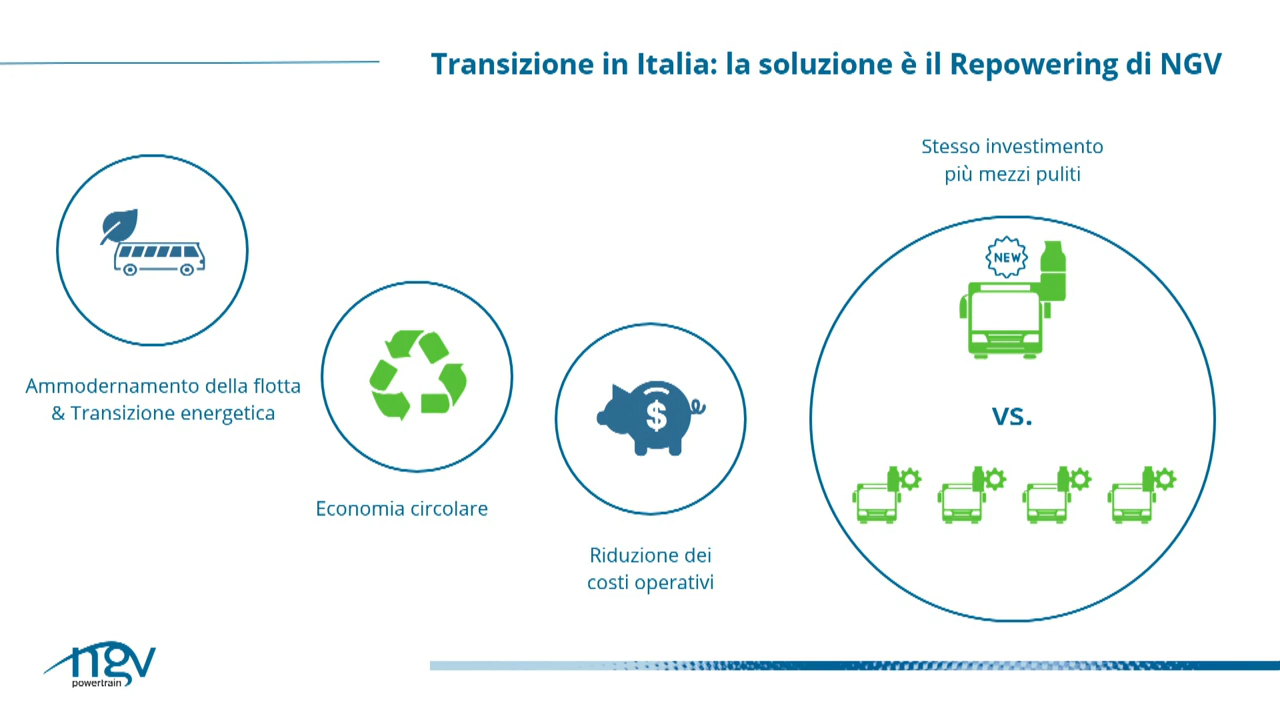 Transizione in Italia: la soluzione è il Repowering di NGV
Stesso investimento
più mezzi puliti
NEW
vs.
Ammodernamento della flotta
& Transizione energetica
Economia circolare
$
Riduzione dei
costi operativi
ngv
powertrain